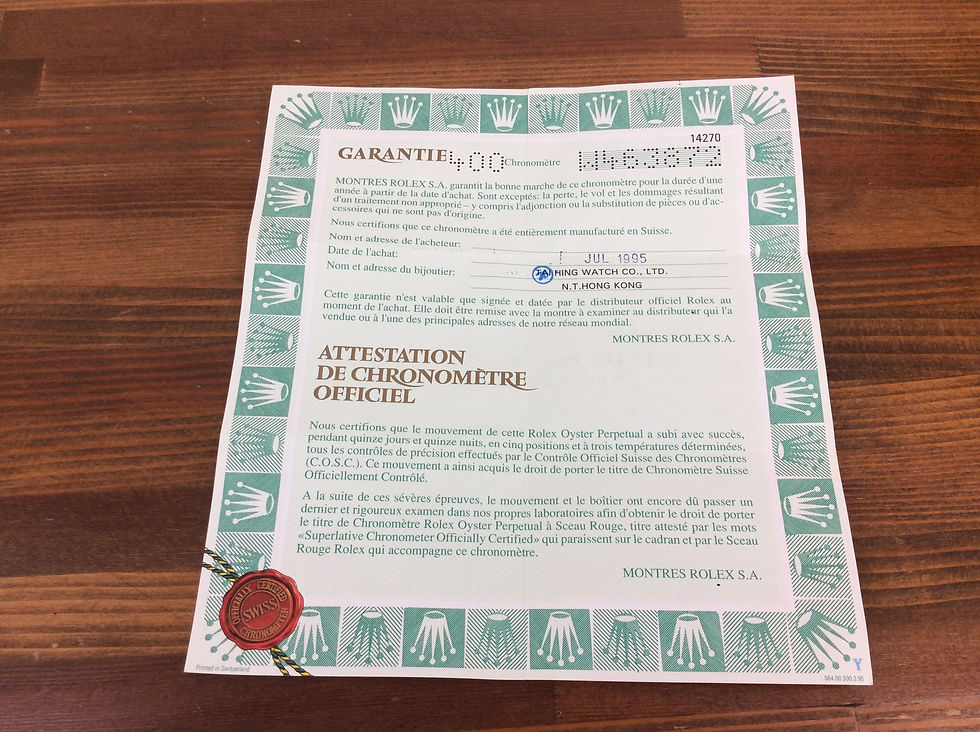 14270
GARANTIE 400 Chronomètre W463872
MONTRES ROLEX S.A. garantit la bonne marche de ce chronomètre pour la durée d'une
année à partir de la date d'achat. Sont exceptés: la perte, le vol et les dommages résultant
d'un traitement non approprié – y compris l'adjonction ou la substitution de pièces ou d'ac-
cessoires qui ne sont pas d'origine.
Nous certifions que ce chronomètre a été entièrement manufacturé en Suisse.
Nom et adresse de l'acheteur:
Date de l'achat: JUL 1995
Nom et adresse du bijoutier: TAI HING WATCH CO., LTD.
N.T.HONG KONG
Cette garantie n'est valable que signée et datée par le distributeur officiel Rolex au
moment de l'achat. Elle doit être remise avec la montre à examiner au distributeur qui l'a
vendue ou à l'une des principales adresses de notre réseau mondial.
MONTRES ROLEX S.A.
ATTESTATION
DE CHRONOMÈTRE
OFFICIEL
Nous certifions que le mouvement de cette Rolex Oyster Perpetual a subi avec succès,
pendant quinze jours et quinze nuits, en cinq positions et à trois températures déterminées,
tous les contrôles de précision effectués par le Contrôle Officiel Suisse des Chronomètres
(C.O.S.C.). Ce mouvement a ainsi acquis le droit de porter le titre de Chronomètre Suisse
Officiellement Contrôlé.
A la suite de ces sévères épreuves, le mouvement et le boîtier ont encore dû passer un
dernier et rigoureux examen dans nos propres laboratoires afin d'obtenir le droit de porter
le titre de Chronomètre Rolex Oyster Perpetual à Sceau Rouge, titre attesté par les mots
«Superlative Chronometer Officially Certified» qui paraissent sur le cadran et par le Sceau
Rouge Rolex qui accompagne ce chronomètre.
MONTRES ROLEX S.A.
OFFICIALLY CERTIFIED
SWISS
CHRONOMETER
Printed in Switzerland
Y
564.00.300.2.95